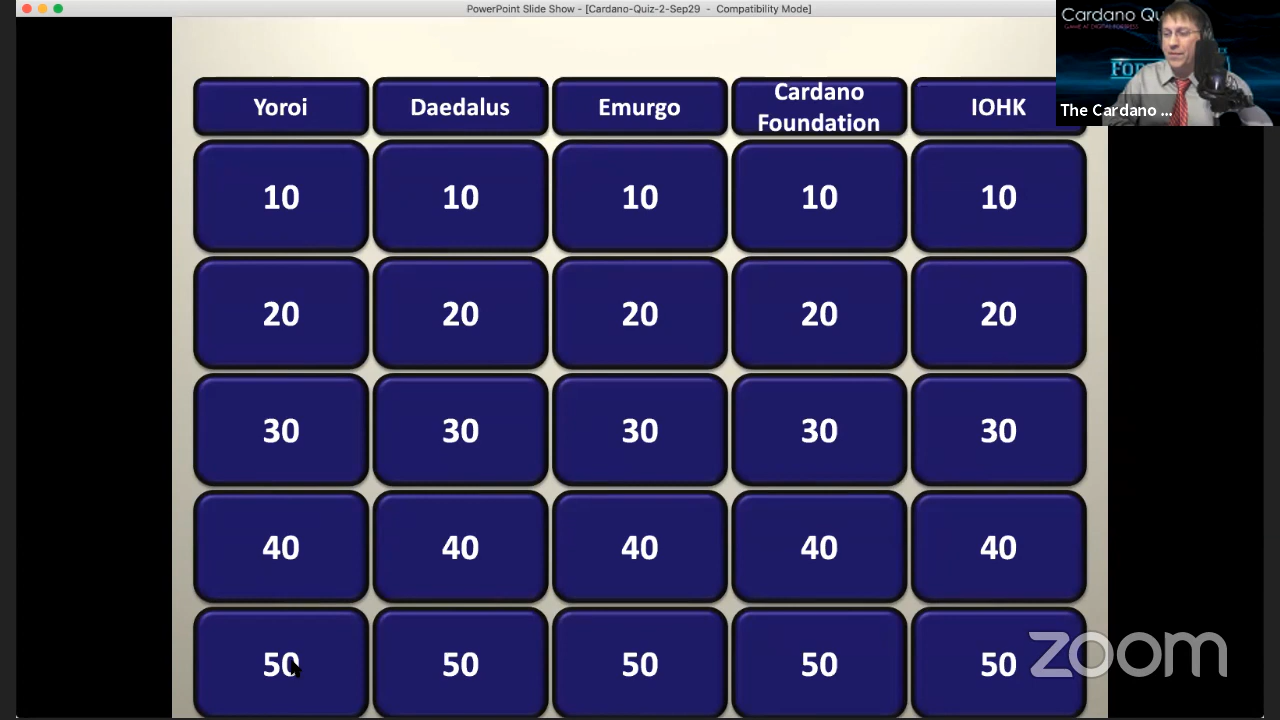 PowerPoint Slide Show - [Cardano-Quiz-2-Sep29 - Compatibility Mode]
Cardano Qu
The Cardano ...
Yoroi
Daedalus
Emurgo
Cardano
Foundation
IOHK
10
10
10
10
10
20
20
20
20
20
30
30
30
30
30
40
40
40
40
40
50
50
50
50
50
zoom